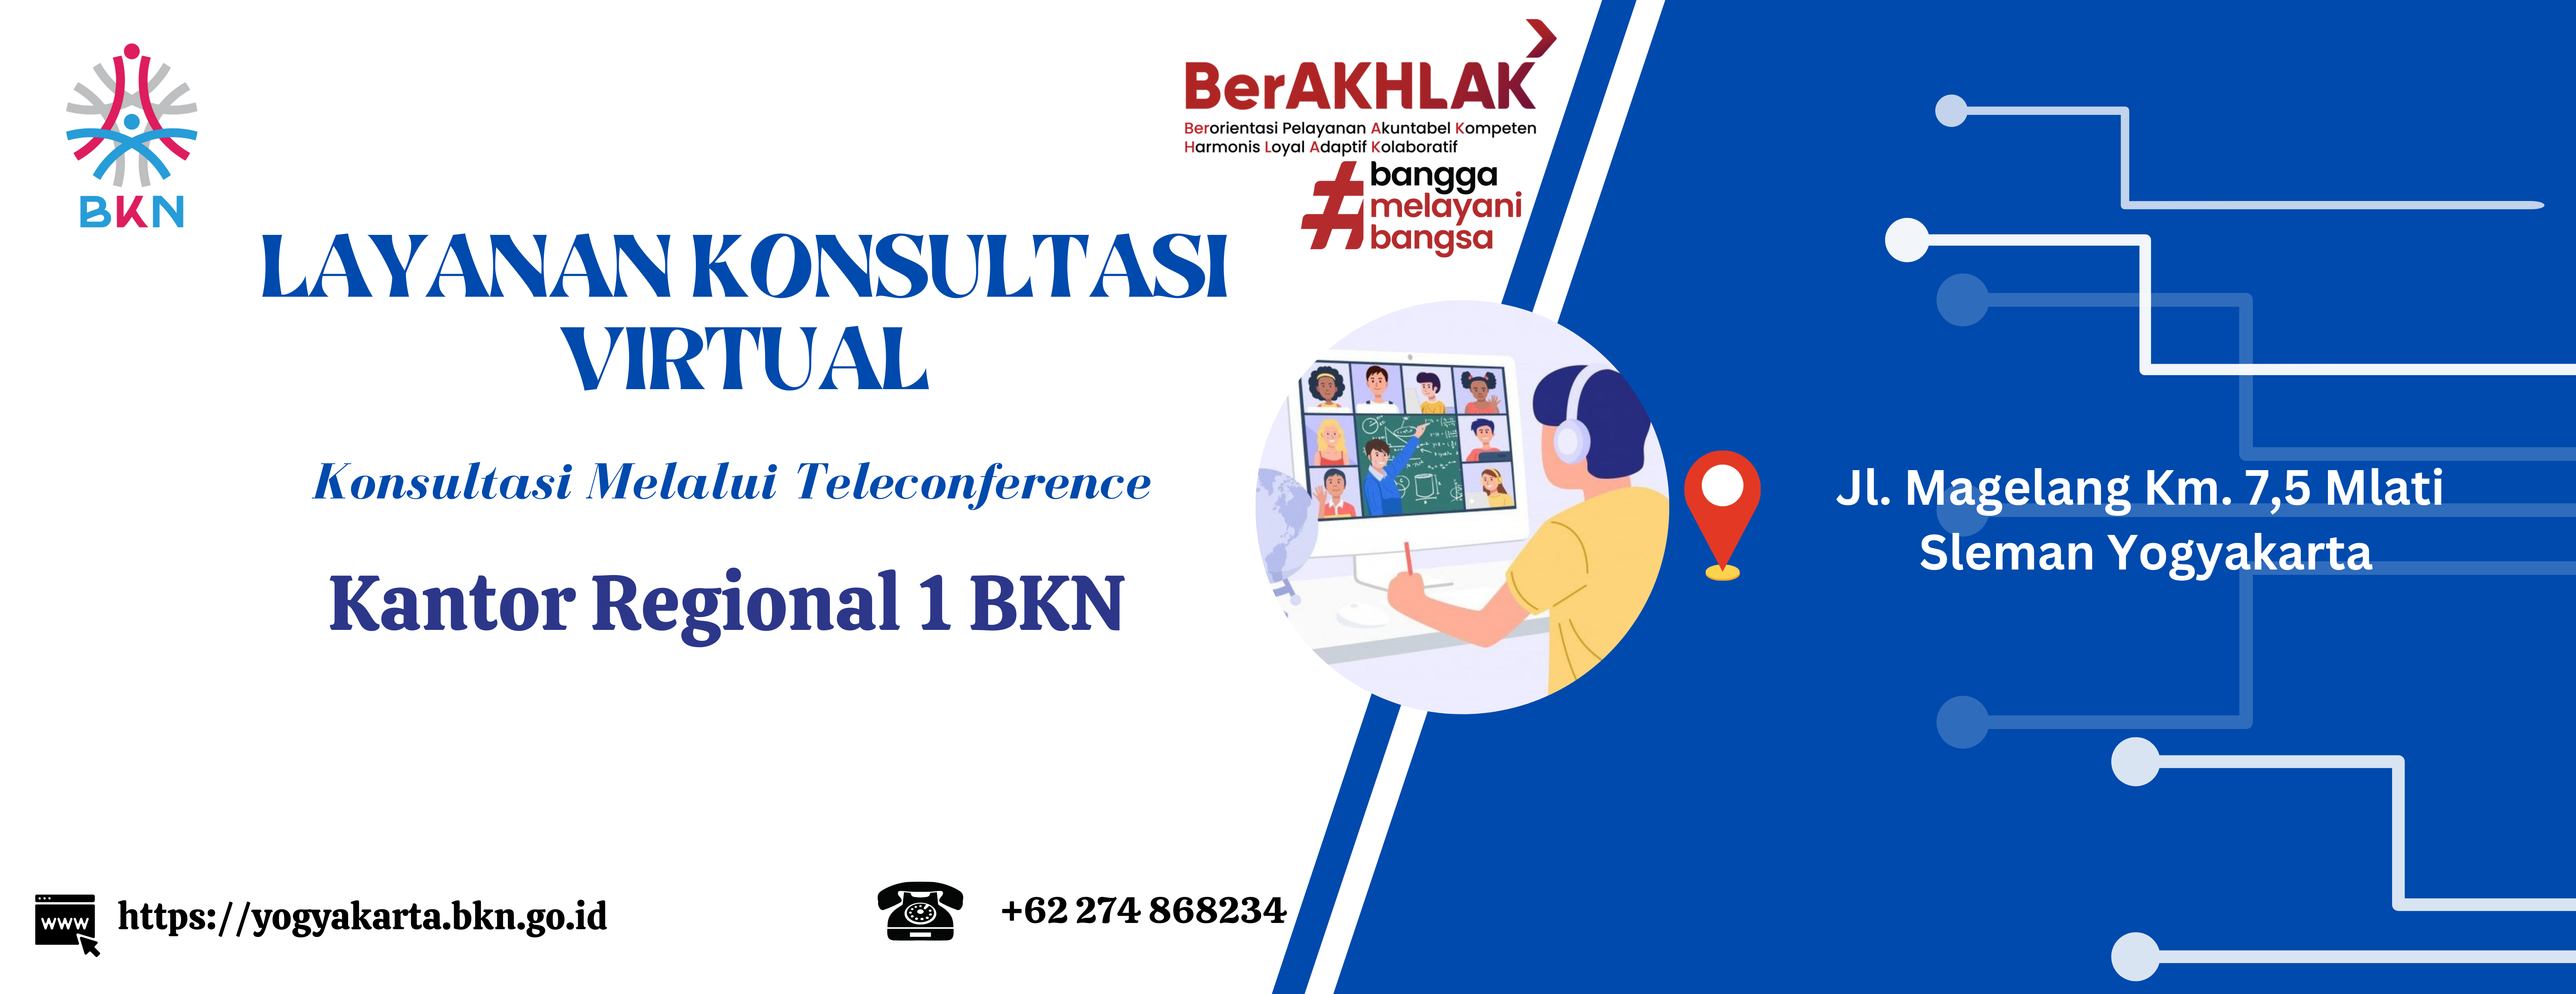 BKN
BerAKHLAK
Berorientasi Pelayanan Akuntabel Kompeten
Harmonis Loyal Adaptif Kolaboratif
#bangga
melayani
bangsa
LAYANAN KONSULTASI
VIRTUAL
Konsultasi Melalui Teleconference
Kantor Regional 1 BKN
Jl. Magelang Km. 7,5 Mlati
Sleman Yogyakarta
www
https://yogyakarta.bkn.go.id
+62 274 868234